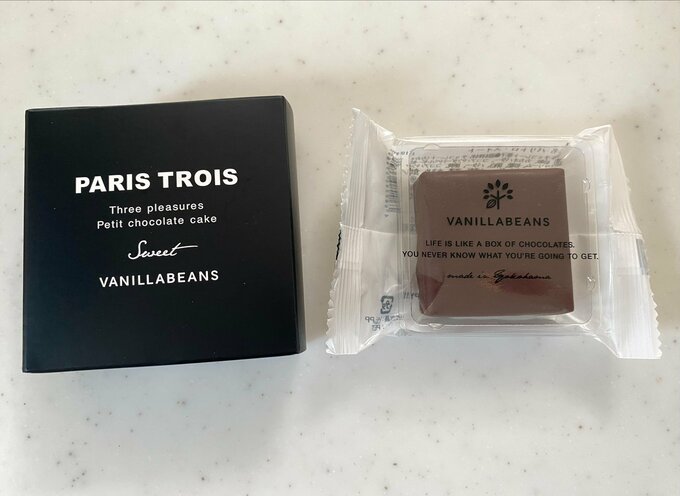 PARIS TROIS
Three pleasures
Petit chocolate cake
Sweet
VANILLABEANS
VANILLABEANS
LIFE IS LIKE A BOX OF CHOCOLATES.
YOU NEVER KNOW WHAT YOU'RE GOING TO GET.
made in Yokohama